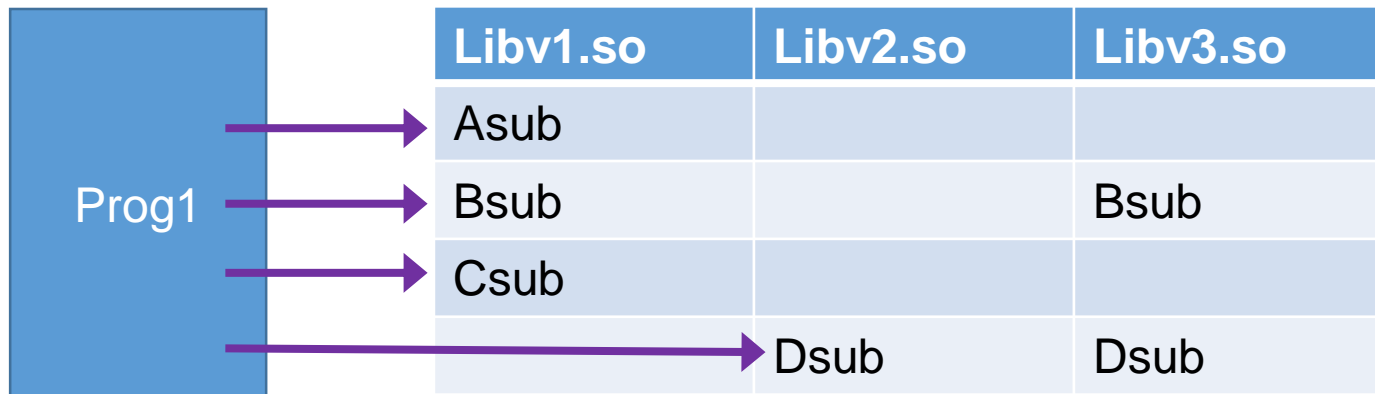 Libv1.so Libv2.so Libv3.so
Asub
Prog1 Bsub Bsub
Csub
Dsub Dsub